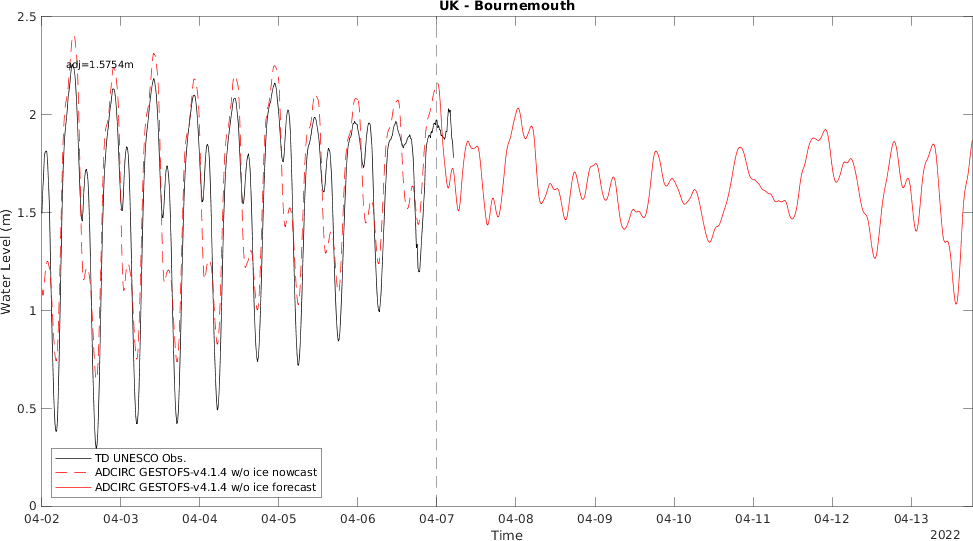 UK - Bournemouth
2.5
2
1.5
1
0.5
0
Water Level (m)
adj=1.5754m
TD UNESCO Obs.
ADCIRC GESTOFS-v4.1.4 w/o ice nowcast
ADCIRC GESTOFS-v4.1.4 w/o ice forecast
04-02 04-03 04-04 04-05 04-06 04-07 04-08 04-09 04-10 04-11 04-12 04-13
Time
2022